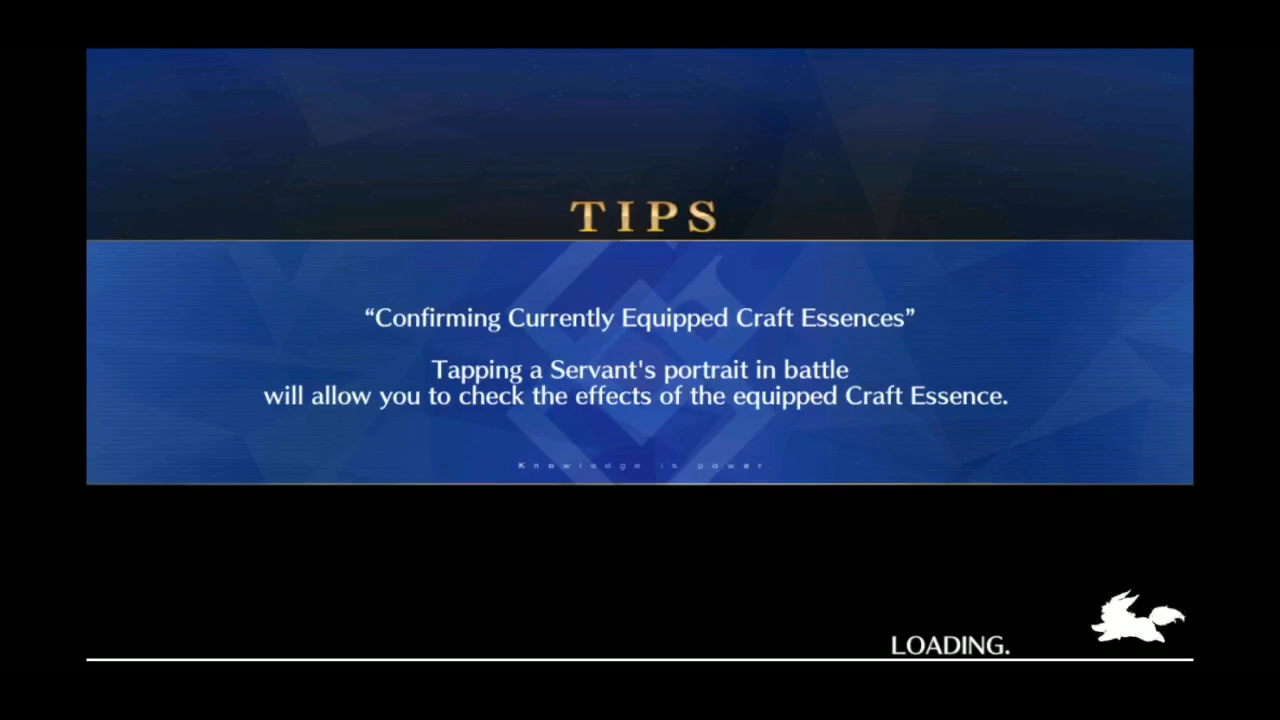 TIPS
“Confirming Currently Equipped Craft Essences”
Tapping a Servant's portrait in battle
will allow you to check the effects of the equipped Craft Essence.
Knowledge is power.
LOADING.